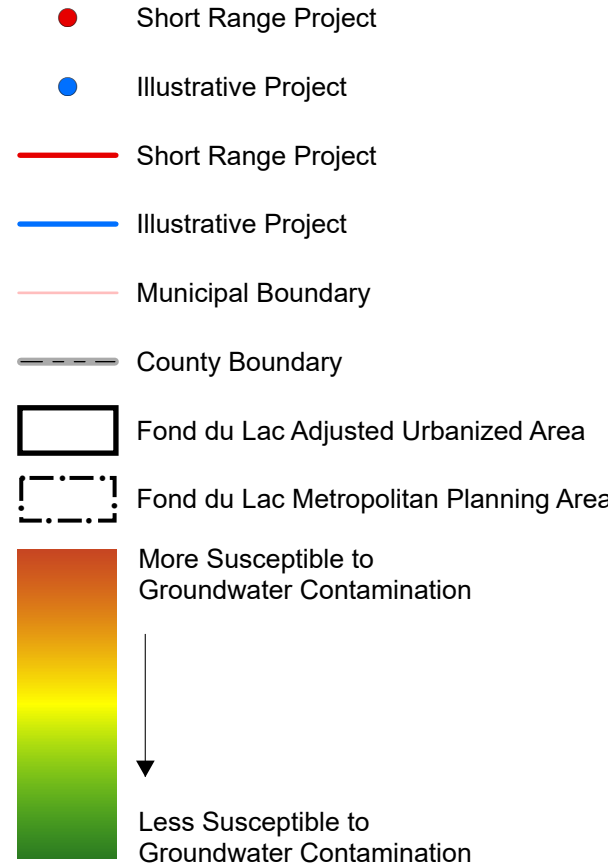 Short Range Project
Illustrative Project
Short Range Project
Illustrative Project
Municipal Boundary
County Boundary
Fond du Lac Adjusted Urbanized Area
Fond du Lac Metropolitan Planning Area
More Susceptible to
Groundwater Contamination
Less Susceptible to
Groundwater Contamination